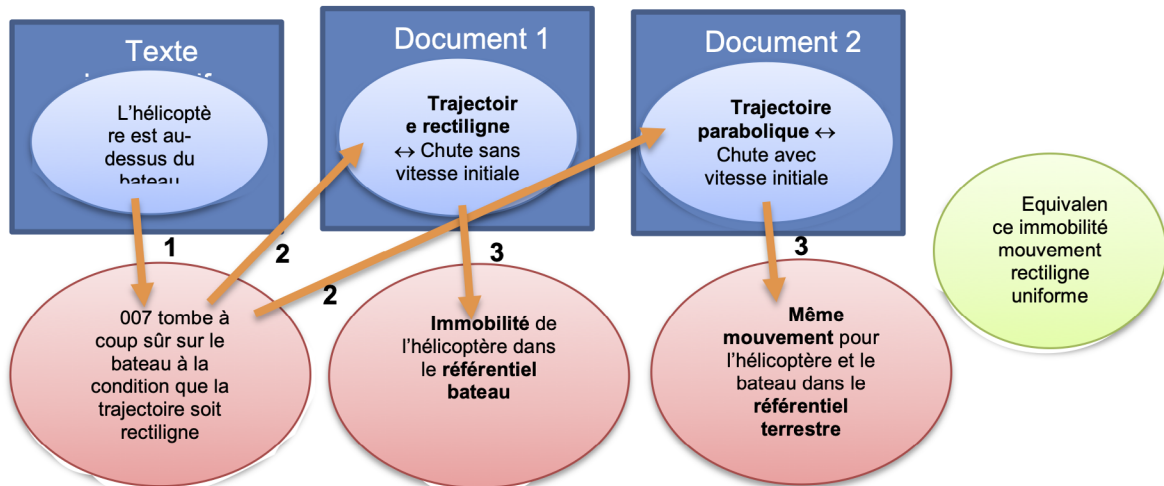 Texte
L'hélicoptè
re est au-
dessus du
bateau
Document 1
Trajectoir
e rectiligne
↔ Chute sans
vitesse initiale
Document 2
Trajectoire
parabolique ↔
Chute avec
vitesse initiale
Equivalen
ce immobilité
mouvement
rectiligne
uniforme
1
2
2
3
3
007 tombe à
coup sûr sur le
bateau à la
condition que la
trajectoire soit
rectiligne
Immobilité de
l'hélicoptère dans
le référentiel
bateau
Même
mouvement pour
l'hélicoptère et le
bateau dans le
référentiel
terrestre